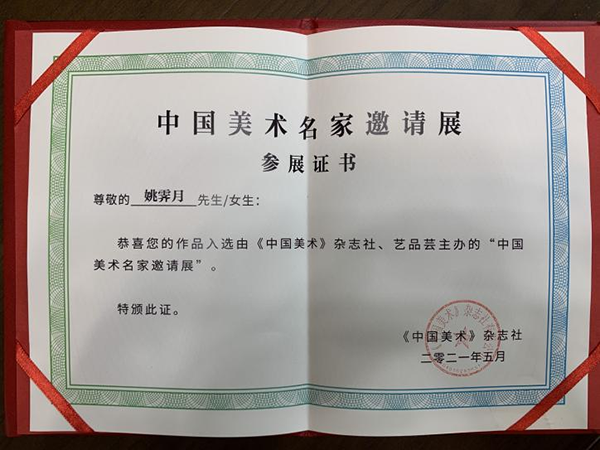 中国美术名家邀请展
参展证书
尊敬的 姚霁月 先生/女生：
恭喜您的作品入选由《中国美术》杂志社、艺品芸主办的“中国
美术名家邀请展”。
特颁此证。
《中国美术》杂志社
二零二一年五月